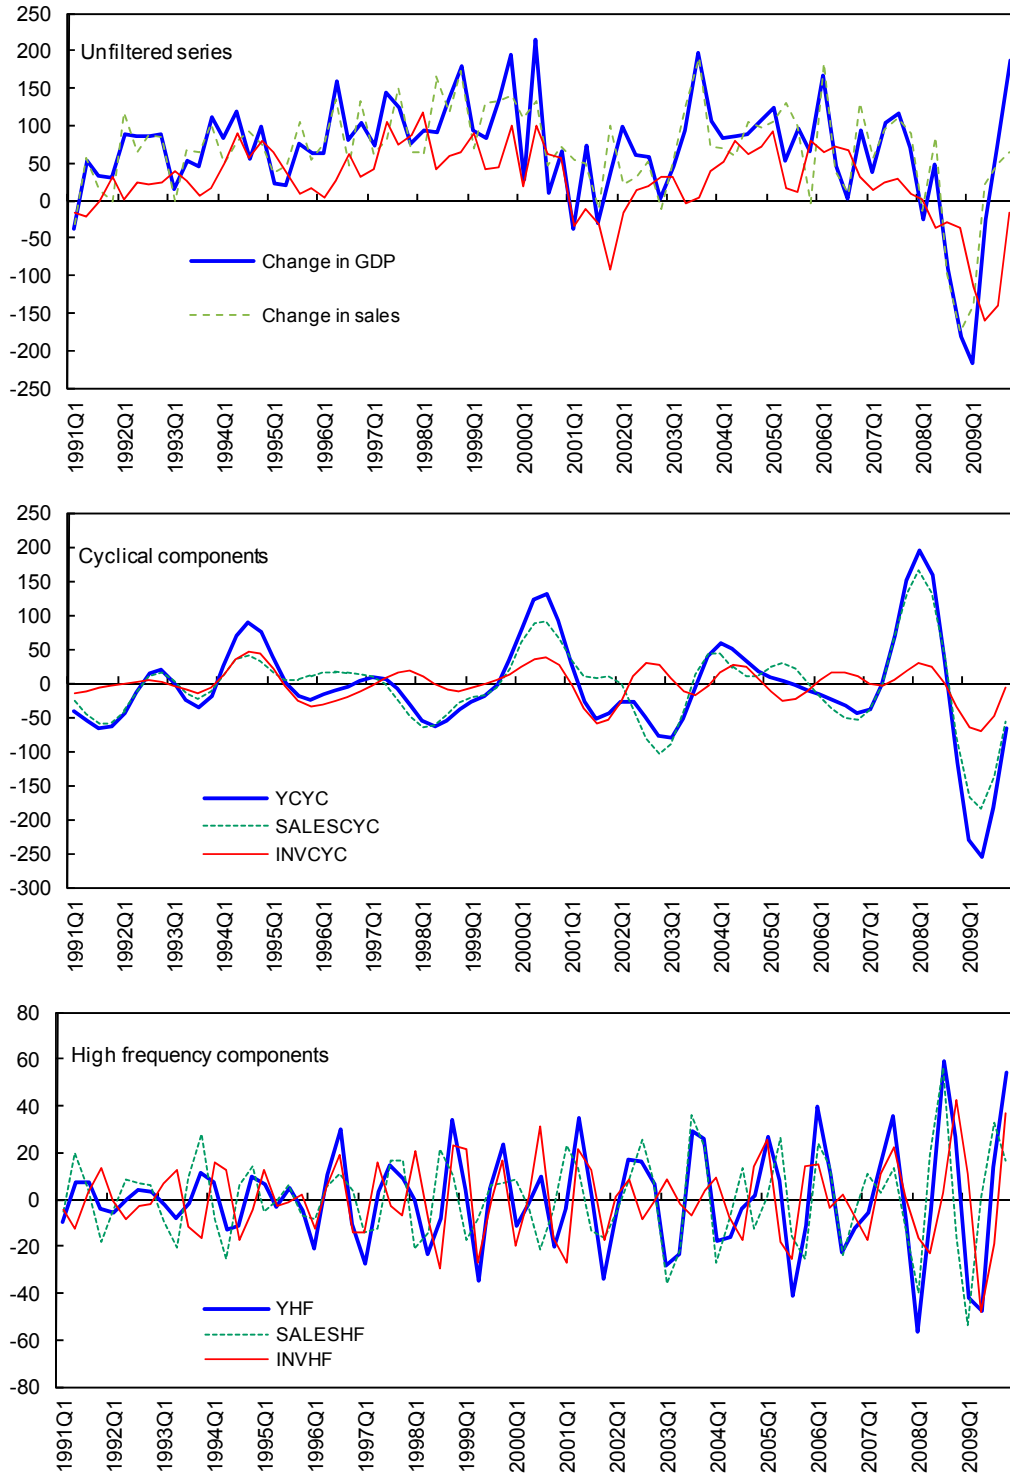 250
200
Unfiltered series
150
100
50
0
-50
Change in GDP
-100
-150
Change in sales
-200
-250
1991Q1
1992Q1
1993Q1
1994Q1
1995Q1
1996Q1
1997Q1
1998Q1
1999Q1
2000Q1
2001Q1
2002Q1
2003Q1
2004Q1
2005Q1
2006Q1
2007Q1
2008Q1
2009Q1
250
200
Cyclical components
150
100
50
0
-50
-100
-150
YCYC
-200
SALESCYC
-250
INVCYC
-300
1991Q1
1992Q1
1993Q1
1994Q1
1995Q1
1996Q1
1997Q1
1998Q1
1999Q1
2000Q1
2001Q1
2002Q1
2003Q1
2004Q1
2005Q1
2006Q1
2007Q1
2008Q1
2009Q1
80
60
High frequency components
40
20
0
-20
-40
YHF
-60
SALESHF
INVHF
-80
1991Q1
1992Q1
1993Q1
1994Q1
1995Q1
1996Q1
1997Q1
1998Q1
1999Q1
2000Q1
2001Q1
2002Q1
2003Q1
2004Q1
2005Q1
2006Q1
2007Q1
2008Q1
2009Q1